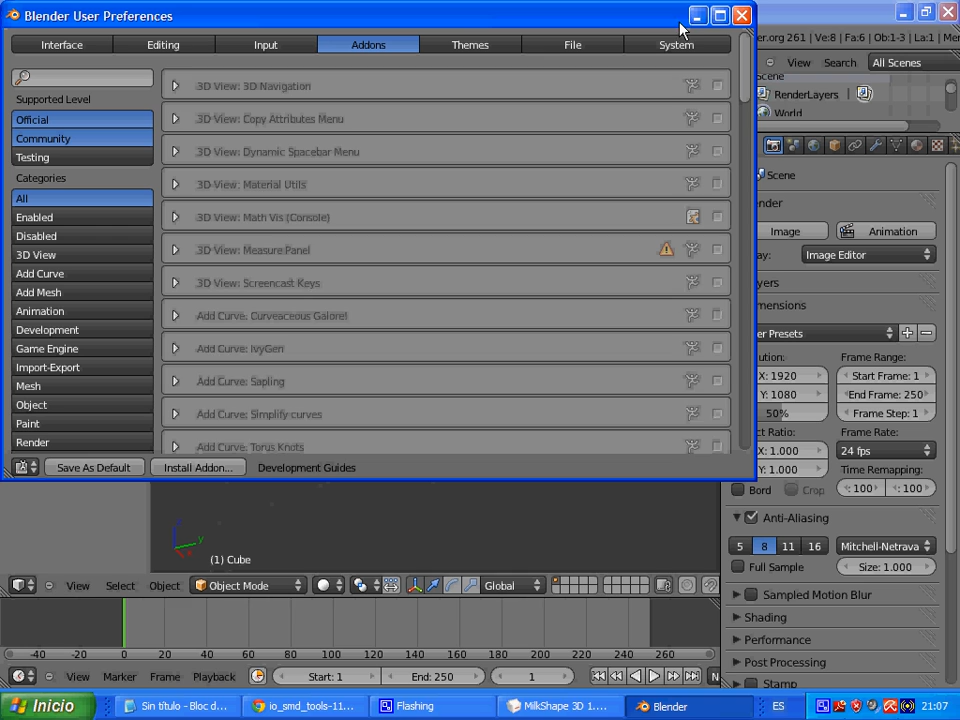 Blender User Preferences
Interface
Editing
Input
Addons
Themes
File
System
Supported Level
Official
Community
Testing
Categories
All
Enabled
Disabled
3D View
Add Curve
Add Mesh
Animation
Development
Game Engine
Import-Export
Mesh
Object
Paint
Render
3D View: 3D Navigation
3D View: Copy Attributes Menu
3D View: Dynamic Spacebar Menu
3D View: Material Utils
3D View: Math Vis (Console)
3D View: Measure Panel
3D View: Screencast Keys
Add Curve: Curveaceous Galore!
Add Curve: IvyGen
Add Curve: Sapling
Add Curve: Simplify curves
Add Curve: Torus Knots
Save As Default
Install Addon...
Development Guides
er.org 261 | Ve:8 | Fa:6 | Ob:1-3 | La:1 | Mer
View
Search
All Scenes
Scene
RenderLayers
World
Scene
ender
Image
Animation
ay:
Image Editor
yers
mensions
er Presets
ution:
Frame Range:
X: 1920
Start Frame: 1
Y: 1080
End Frame: 250
50%
Frame Step: 1
ct Ratio:
Frame Rate:
X: 1.000
24 fps
Y: 1.000
Time Remapping:
Bord
Crop
: 100
: 100
Anti-Aliasing
5
8
11
16
Mitchell-Netrava
Full Sample
Size: 1.000
Sampled Motion Blur
Shading
Performance
Post Processing
Stamp
z
y
x
(1) Cube
View
Select
Object
Object Mode
Global
-40 -20 0 20 40 60 80 100 120 140 160 180 200 220 240 260
View
Marker
Frame
Playback
Start: 1
End: 250
1
N
Inicio
Sin título - Bloc d...
io_smd_tools-11...
Flashing
MilkShape 3D 1....
Blender
ES
21:07